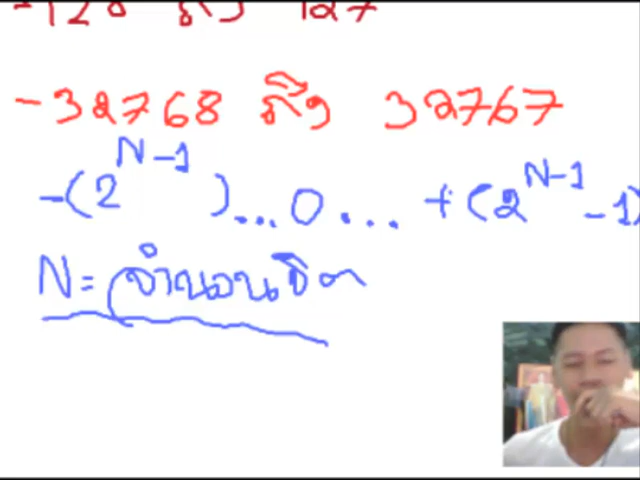 -128 ถึง 127
-32768 ถึง 32767
-(2^{N-1})...0...+(2^{N-1}-1)
N=จำนวนบิต